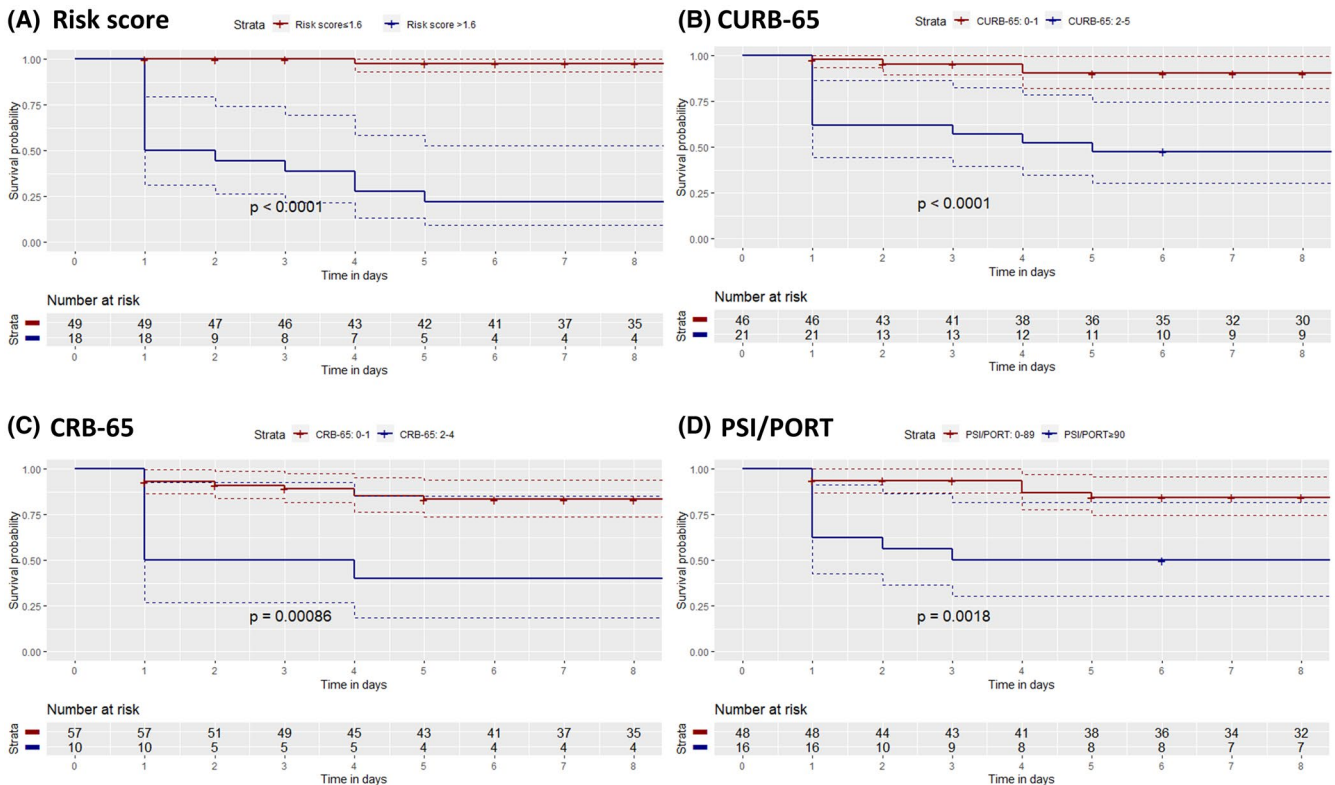 (A) Risk score
Strata Risk score≤1.6 Risk score >1.6
Survival probability
1.00
0.75
0.50
0.25
0.00
p < 0.0001
0 1 2 3 4 5 6 7 8
Time in days
Number at risk
Strata
49 49 47 46 43 42 41 37 35
18 18 9 8 7 5 4 4 4
0 1 2 3 4 5 6 7 8
Time in days
(B) CURB-65
Strata CURB-65: 0-1 CURB-65: 2-5
Survival probability
1.00
0.75
0.50
0.25
0.00
p < 0.0001
0 1 2 3 4 5 6 7 8
Time in days
Number at risk
Strata
46 46 43 41 38 36 35 32 30
21 21 13 13 12 11 10 9 9
0 1 2 3 4 5 6 7 8
Time in days
(C) CRB-65
Strata CRB-65: 0-1 CRB-65: 2-4
Survival probability
1.00
0.75
0.50
0.25
0.00
p = 0.00086
0 1 2 3 4 5 6 7 8
Time in days
Number at risk
Strata
57 57 51 49 45 43 41 37 35
10 10 5 5 5 4 4 4 4
0 1 2 3 4 5 6 7 8
Time in days
(D) PSI/PORT
Strata PSI/PORT: 0-89 PSI/PORT≥90
Survival probability
1.00
0.75
0.50
0.25
0.00
p = 0.0018
0 1 2 3 4 5 6 7 8
Time in days
Number at risk
Strata
48 48 44 43 41 38 36 34 32
16 16 10 9 8 8 8 7 7
0 1 2 3 4 5 6 7 8
Time in days